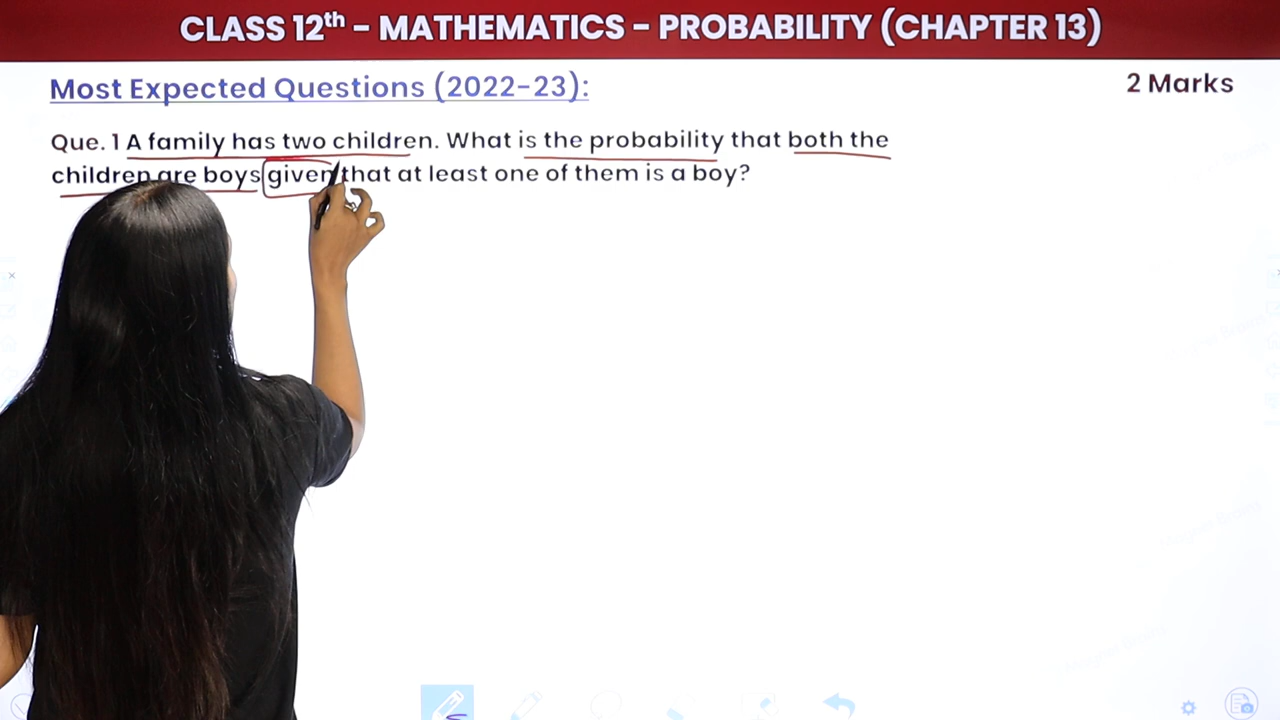 CLASS 12th - MATHEMATICS - PROBABILITY (CHAPTER 13)
Most Expected Questions (2022-23):
2 Marks
Que. 1 A family has two children. What is the probability that both the
children are boys given that at least one of them is a boy?